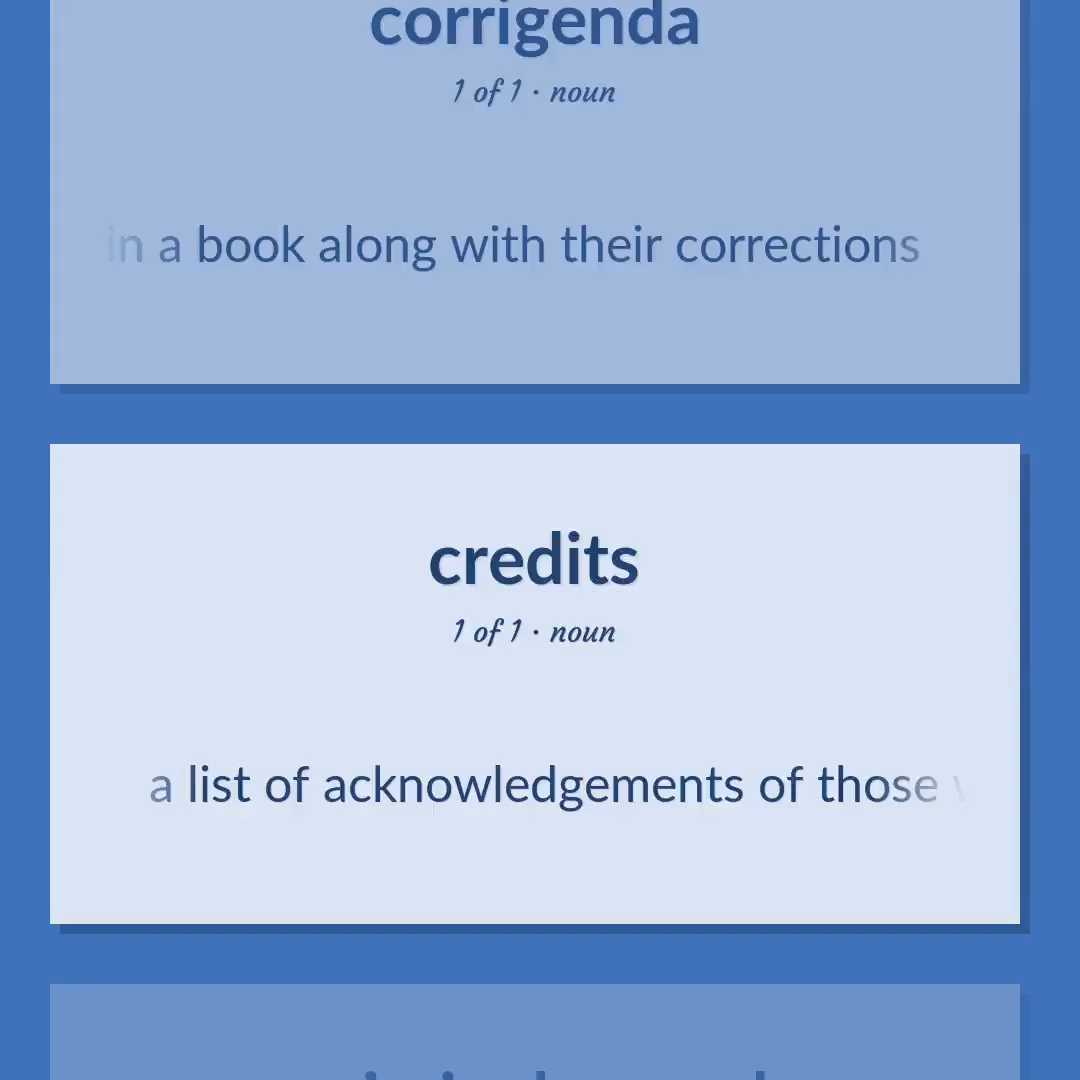 corrigenda
1 of 1 · noun
in a book along with their corrections
credits
1 of 1 · noun
a list of acknowledgements of those